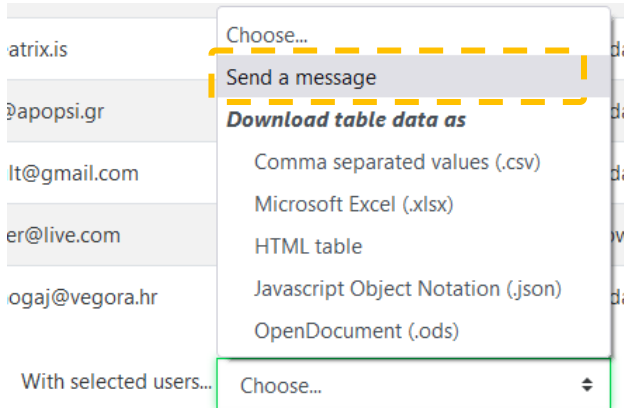 Choose...
atrix.is
Send a message
@apopsi.gr
Download table data as
Comma separated values (.csv)
lt@gmail.com
Microsoft Excel (.xlsx)
er@live.com
HTML table
ogaj@vegora.hr
Javascript Object Notation (.json)
OpenDocument (.ods)
With selected users... Choose...